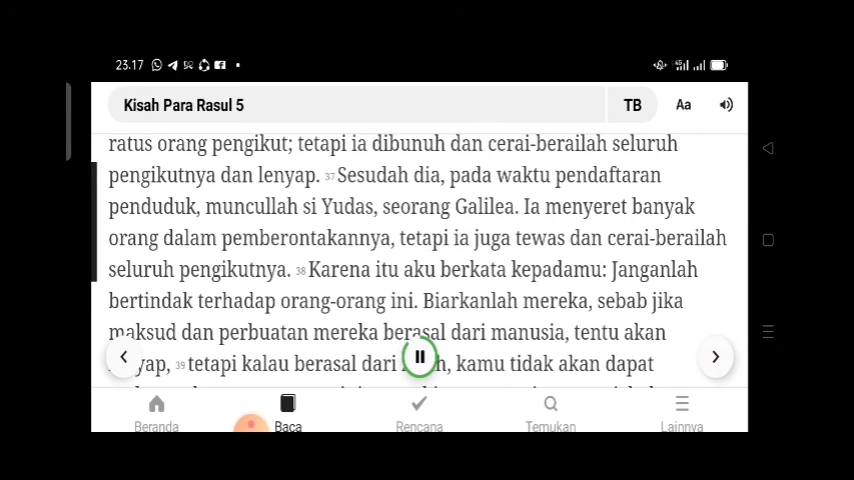 23.17
Kisah Para Rasul 5 TB Aa
ratus orang pengikut; tetapi ia dibunuh dan cerai-berailah seluruh
pengikutnya dan lenyap. 37 Sesudah dia, pada waktu pendaftaran
penduduk, muncullah si Yudas, seorang Galilea. Ia menyeret banyak
orang dalam pemberontakannya, tetapi ia juga tewas dan cerai-berailah
seluruh pengikutnya. 38 Karena itu aku berkata kepadamu: Janganlah
bertindak terhadap orang-orang ini. Biarkanlah mereka, sebab jika
maksud dan perbuatan mereka berasal dari manusia, tentu akan
39 tetapi kalau berasal dari kamu tidak akan dapat
Beranda Baca Rencana Temukan Lainnya